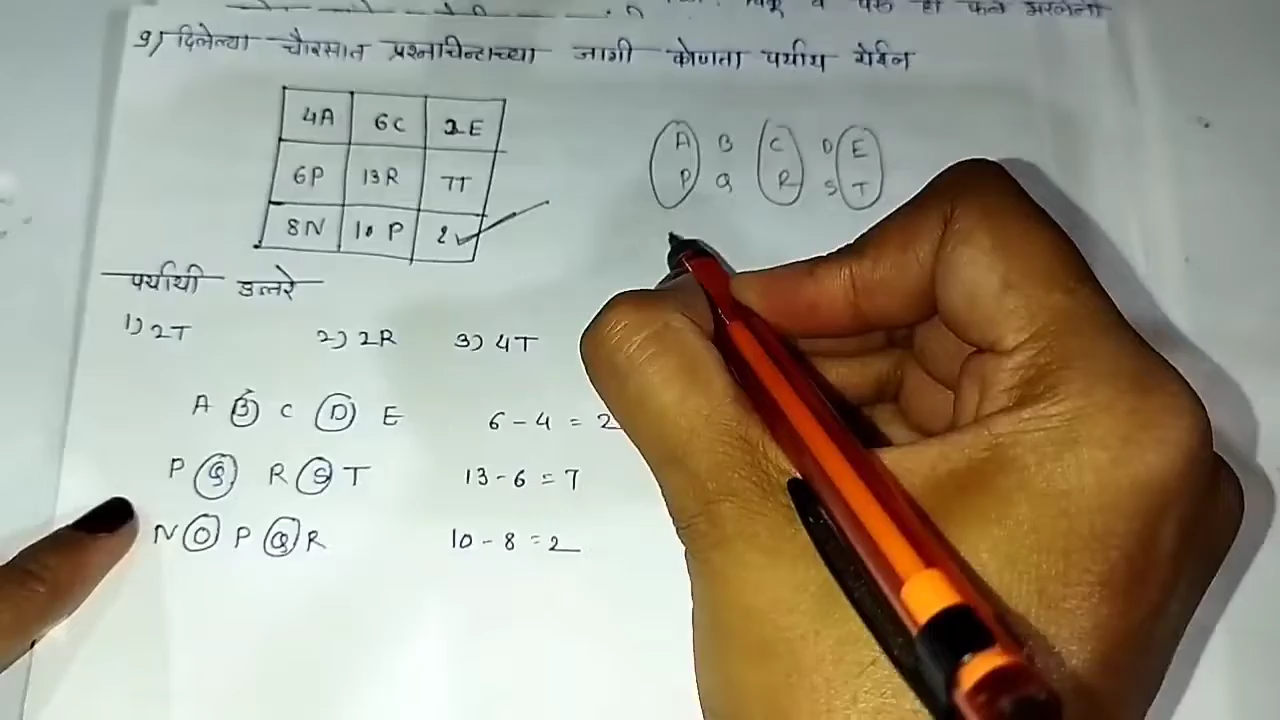 9) दिलेल्या चौरसात प्रश्नचिन्हाच्या जागी कोणता पर्याय येईल
4A 6C 2E
6P 13R 7T
8N 10 P 2
A B C D E
P Q R S T
पर्यायी उत्तरे
1) 2T 2) 2R 3) 4T
A B C D E 6 - 4 = 2
P Q R S T 13 - 6 = 7
N O P Q R 10 - 8 = 2